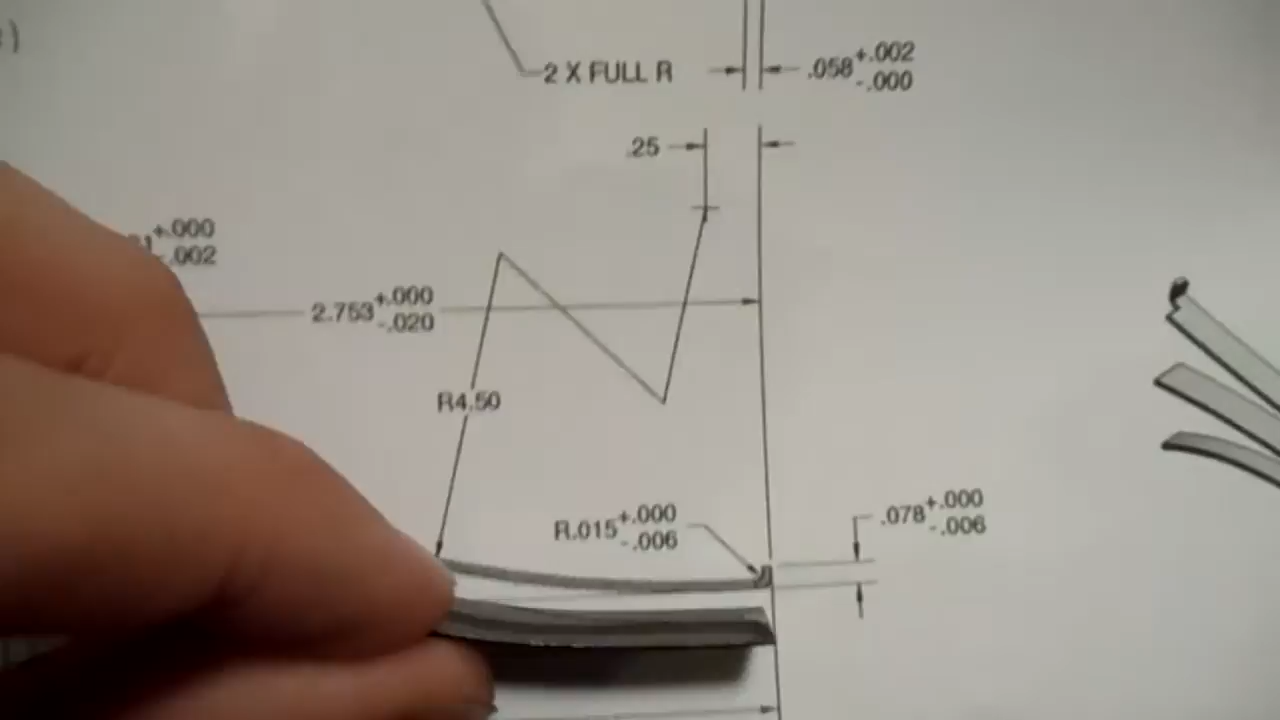 2 X FULL R
.058 +.002 -.000
.25
1 +.000 -.002
2.753 +.000 -.020
R4.50
R.015 +.000 -.006
.078 +.000 -.006